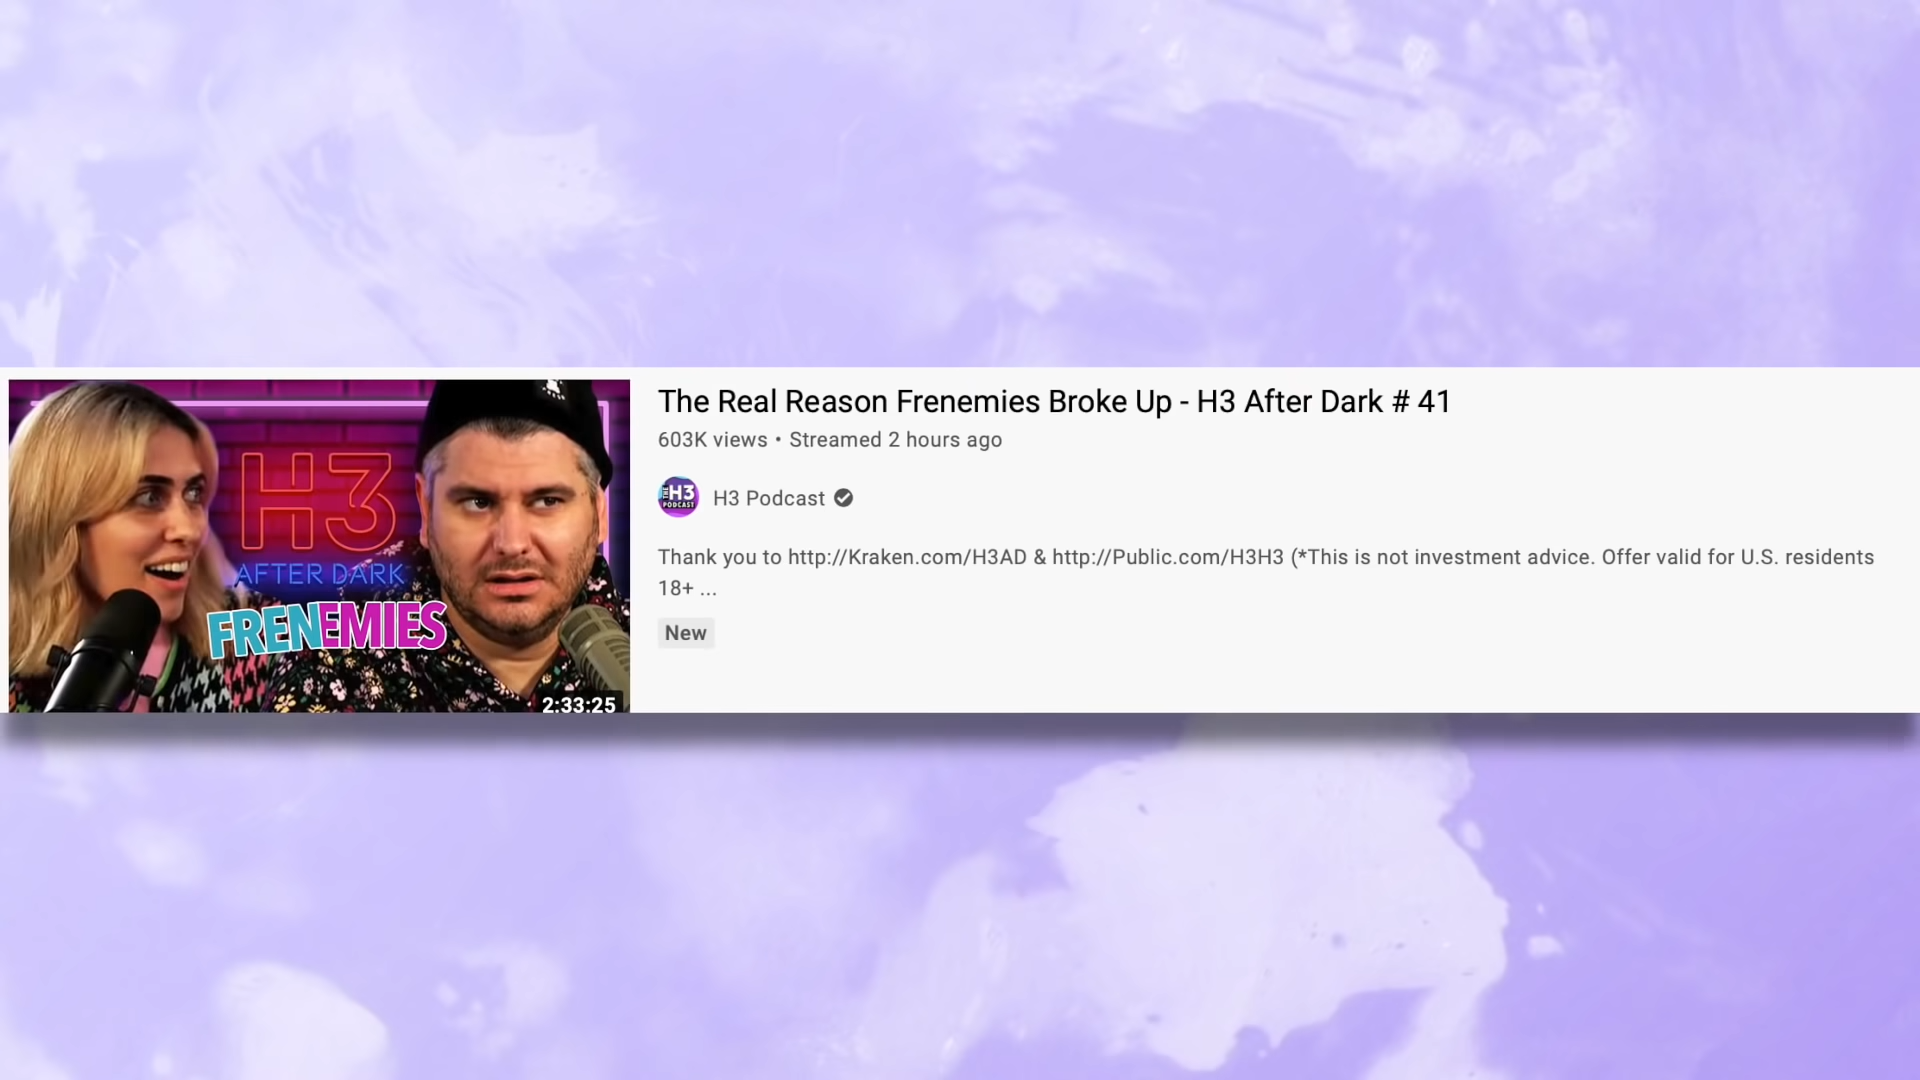 H3
AFTER DARK
FRENEMIES
2:33:25
The Real Reason Frenemies Broke Up - H3 After Dark # 41
603K views • Streamed 2 hours ago
THE H3 PODCAST
H3 Podcast
Thank you to http://Kraken.com/H3AD & http://Public.com/H3H3 (*This is not investment advice. Offer valid for U.S. residents
18+ ...
New